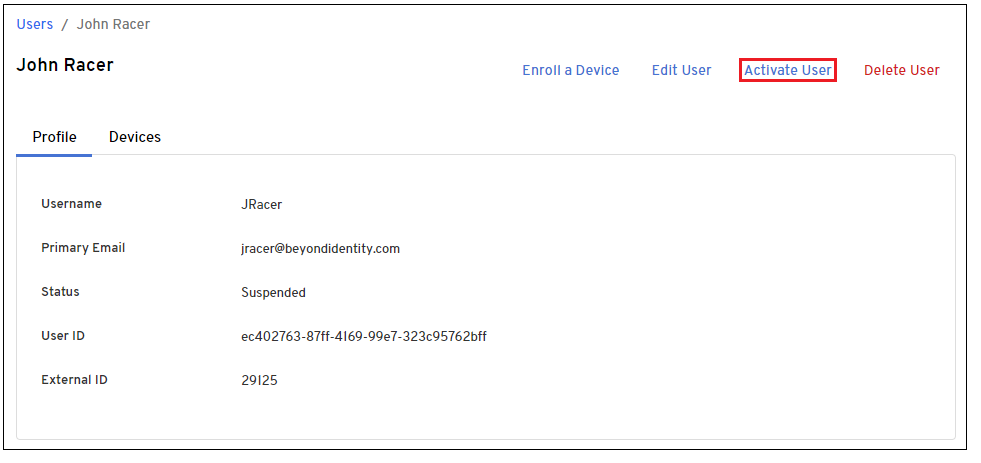 Users / John Racer
John Racer
Enroll a Device Edit User Activate User Delete User
Profile Devices
Username JRacer
Primary Email jracer@beyondidentity.com
Status Suspended
User ID ec402763-87ff-4169-99e7-323c95762bff
External ID 29125